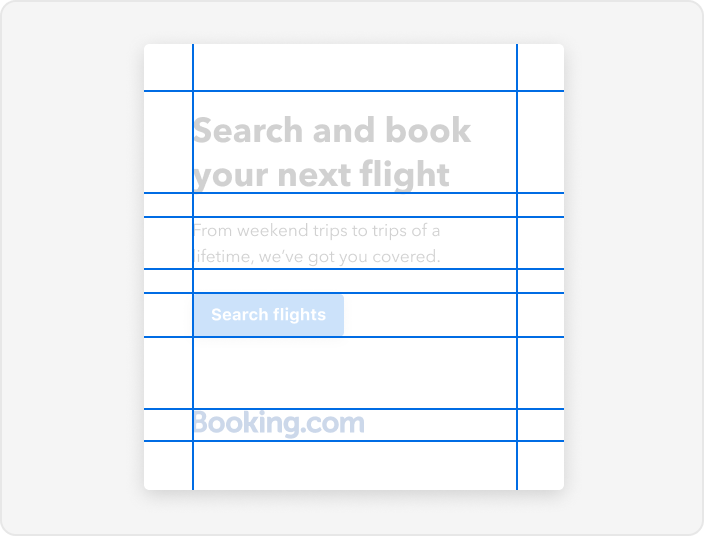 Search and book
your next flight
From weekend trips to trips of a
lifetime, we’ve got you covered.
Search flights
Booking.com